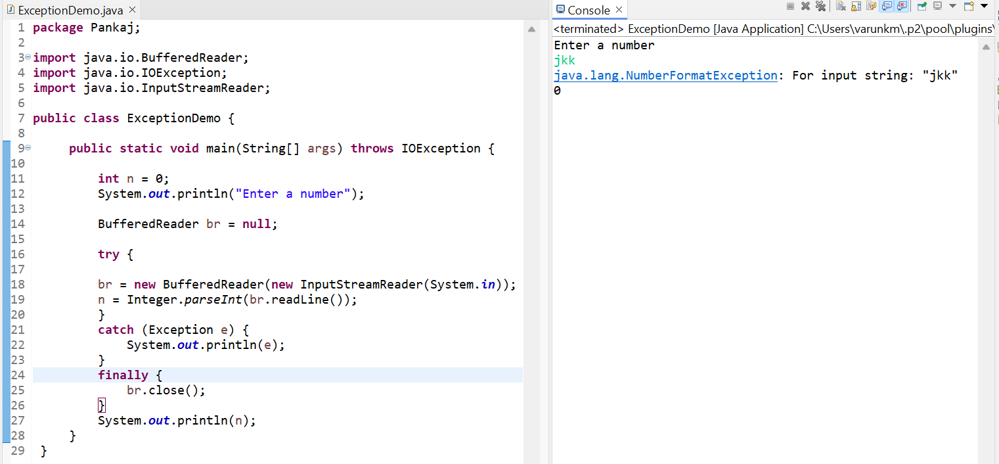 ExceptionDemo.java
1 package Pankaj;
2
3 import java.io.BufferedReader;
4 import java.io.IOException;
5 import java.io.InputStreamReader;
6
7 public class ExceptionDemo {
8
9 public static void main(String[] args) throws IOException {
10
11 int n = 0;
12 System.out.println("Enter a number");
13
14 BufferedReader br = null;
15
16 try {
17
18 br = new BufferedReader(new InputStreamReader(System.in));
19 n = Integer.parseInt(br.readLine());
20 }
21 catch (Exception e) {
22 System.out.println(e);
23 }
24 finally {
25 br.close();
26 }
27 System.out.println(n);
28 }
29 }
Console
<terminated> ExceptionDemo [Java Application] C:\Users\varunkm\.p2\pool\plugins\
Enter a number
jkk
java.lang.NumberFormatException: For input string: "jkk"
0